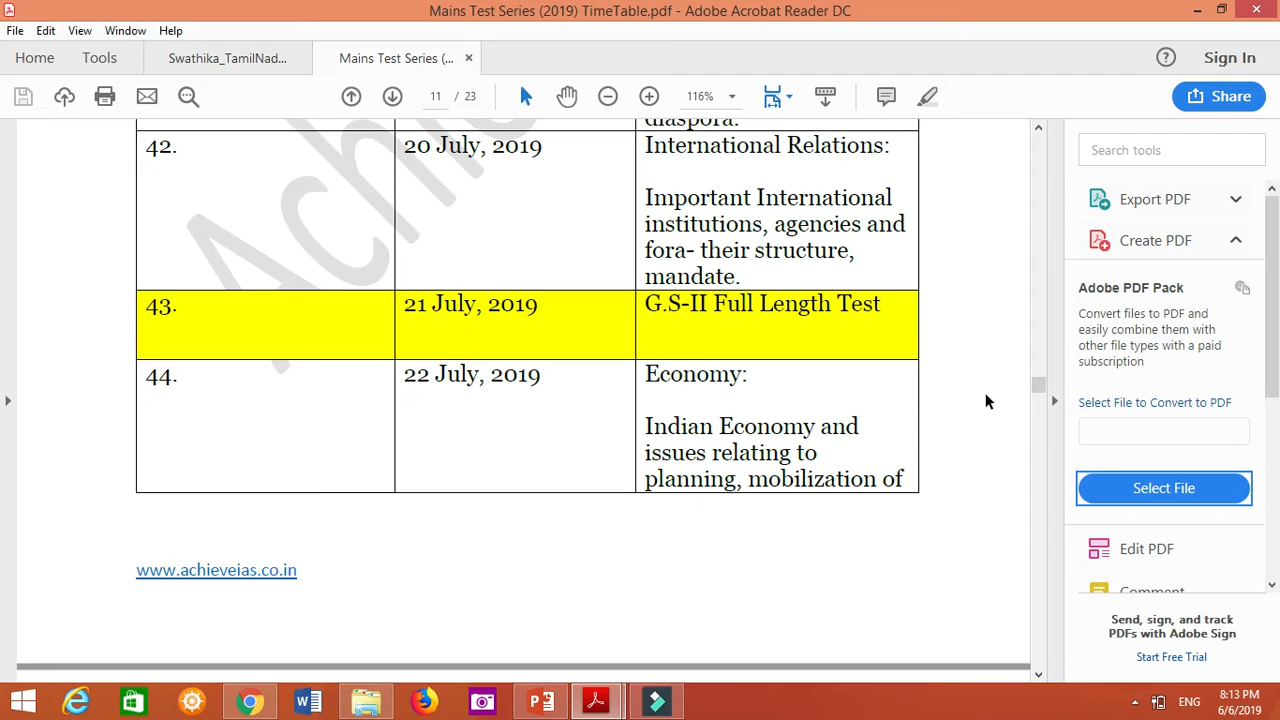 Mains Test Series (2019) TimeTable.pdf - Adobe Acrobat Reader DC
File Edit View Window Help
Home Tools Swathika_TamilNad... Mains Test Series (... × Sign In
11 / 23 116% Share
diaspora.
42. 20 July, 2019 International Relations:
Important International
institutions, agencies and
fora- their structure,
mandate.
43. 21 July, 2019 G.S-II Full Length Test
44. 22 July, 2019 Economy:
Indian Economy and
issues relating to
planning, mobilization of
www.achieveias.co.in
Achie
Search tools
Export PDF
Create PDF
Adobe PDF Pack
Convert files to PDF and
easily combine them with
other file types with a paid
subscription
Select File to Convert to PDF
Select File
Edit PDF
Comment
Send, sign, and track
PDFs with Adobe Sign
Start Free Trial
ENG 8:13 PM
6/6/2019